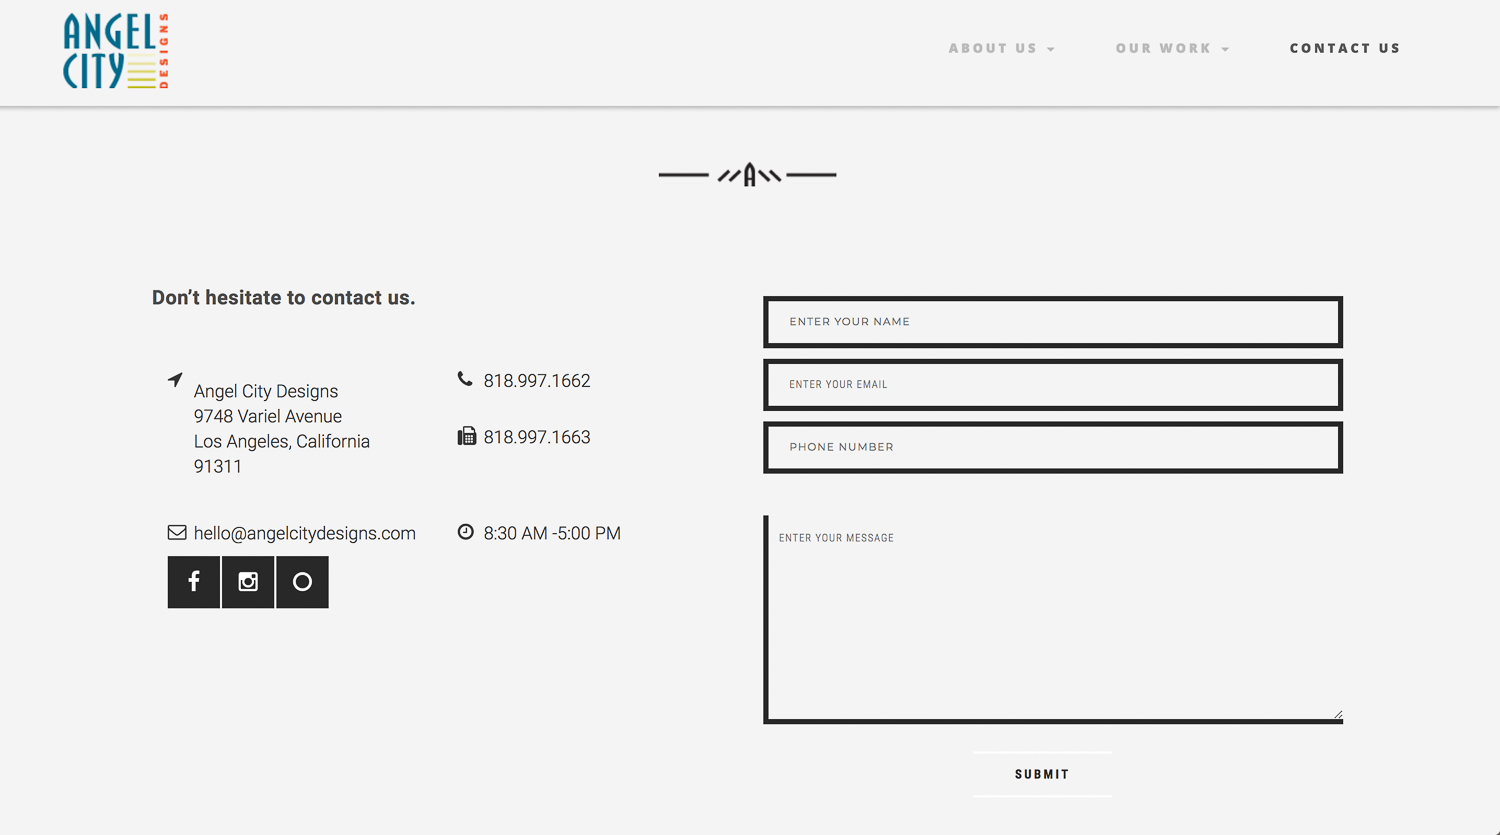 ANGEL
CITY
DESIGNS
ABOUT US
OUR WORK
CONTACT US
A
Don’t hesitate to contact us.
Angel City Designs
9748 Variel Avenue
Los Angeles, California
91311
818.997.1662
818.997.1663
hello@angelcitydesigns.com
8:30 AM -5:00 PM
ENTER YOUR NAME
ENTER YOUR EMAIL
PHONE NUMBER
ENTER YOUR MESSAGE
SUBMIT